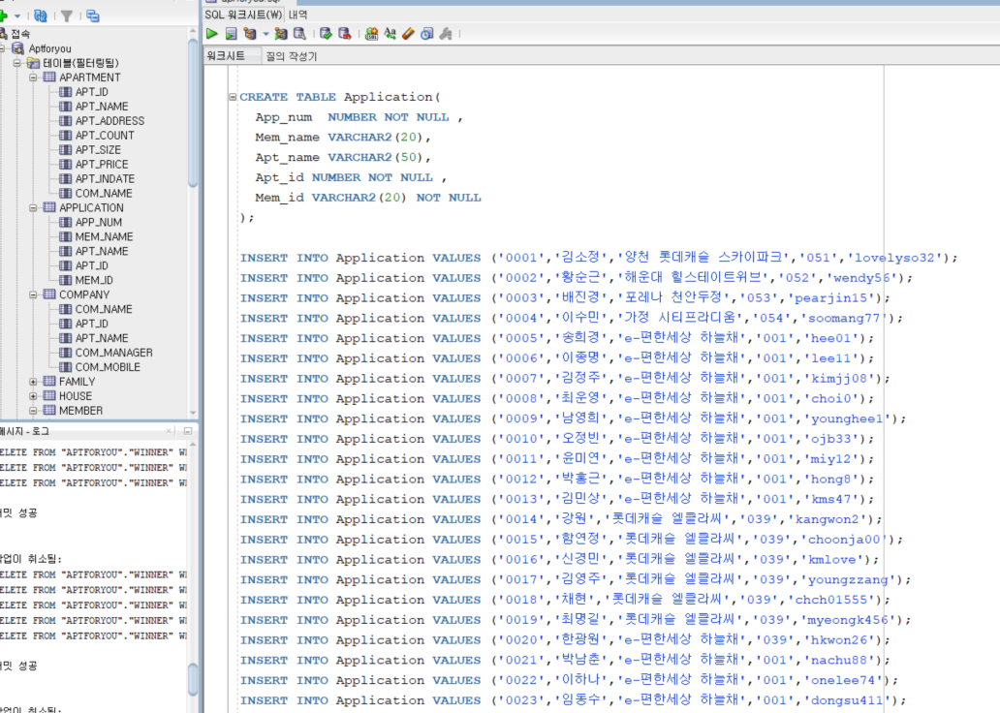 aptforyou.sql
SQL 워크시트(W) 내역
워크시트 질의 작성기
접속
Aptforyou
테이블(필터링됨)
APARTMENT
APT_ID
APT_NAME
APT_ADDRESS
APT_COUNT
APT_SIZE
APT_PRICE
APT_INDATE
COM_NAME
APPLICATION
APP_NUM
MEM_NAME
APT_NAME
APT_ID
MEM_ID
COMPANY
COM_NAME
APT_ID
APT_NAME
COM_MANAGER
COM_MOBILE
FAMILY
HOUSE
MEMBER
메시지 - 로그
ELETE FROM "APTFORYOU"."WINNER" WI
ELETE FROM "APTFORYOU"."WINNER" WI
ELETE FROM "APTFORYOU"."WINNER" WI
커밋 성공
작업이 취소됨:
ELETE FROM "APTFORYOU"."WINNER" WI
ELETE FROM "APTFORYOU"."WINNER" WI
ELETE FROM "APTFORYOU"."WINNER" WI
ELETE FROM "APTFORYOU"."WINNER" WI
ELETE FROM "APTFORYOU"."WINNER" WI
커밋 성공
작업이 취소됨:
CREATE TABLE Application(
App_num NUMBER NOT NULL ,
Mem_name VARCHAR2(20),
Apt_name VARCHAR2(50),
Apt_id NUMBER NOT NULL ,
Mem_id VARCHAR2(20) NOT NULL
);
INSERT INTO Application VALUES ('0001','김소정','양천 롯데캐슬 스카이파크','051','lovelyso32');
INSERT INTO Application VALUES ('0002','황순근','해운대 힐스테이트위브','052','wendy56');
INSERT INTO Application VALUES ('0003','배진경','포레나 천안두정','053','pearjin15');
INSERT INTO Application VALUES ('0004','이수민','가정 시티프라디움','054','soomang77');
INSERT INTO Application VALUES ('0005','송희경','e-편한세상 하늘채','001','hee01');
INSERT INTO Application VALUES ('0006','이종명','e-편한세상 하늘채','001','lee11');
INSERT INTO Application VALUES ('0007','김정주','e-편한세상 하늘채','001','kimjj08');
INSERT INTO Application VALUES ('0008','최운영','e-편한세상 하늘채','001','choi0');
INSERT INTO Application VALUES ('0009','남영희','e-편한세상 하늘채','001','younghee1');
INSERT INTO Application VALUES ('0010','오정빈','e-편한세상 하늘채','001','ojb33');
INSERT INTO Application VALUES ('0011','윤미연','e-편한세상 하늘채','001','miy12');
INSERT INTO Application VALUES ('0012','박홍근','e-편한세상 하늘채','001','hong8');
INSERT INTO Application VALUES ('0013','김민상','e-편한세상 하늘채','001','kms47');
INSERT INTO Application VALUES ('0014','강원','롯데캐슬 엘클라씨','039','kangwon2');
INSERT INTO Application VALUES ('0015','함연정','롯데캐슬 엘클라씨','039','choonja00');
INSERT INTO Application VALUES ('0016','신경민','롯데캐슬 엘클라씨','039','kmlove');
INSERT INTO Application VALUES ('0017','김영주','롯데캐슬 엘클라씨','039','youngzzang');
INSERT INTO Application VALUES ('0018','채현','롯데캐슬 엘클라씨','039','chch01555');
INSERT INTO Application VALUES ('0019','최명길','롯데캐슬 엘클라씨','039','myeongk456');
INSERT INTO Application VALUES ('0020','한광원','e-편한세상 하늘채','039','hkwon26');
INSERT INTO Application VALUES ('0021','박남춘','e-편한세상 하늘채','001','nachu88');
INSERT INTO Application VALUES ('0022','이하나','e-편한세상 하늘채','001','onelee74');
INSERT INTO Application VALUES ('0023','임동수','e-편한세상 하늘채','001','dongsu411');